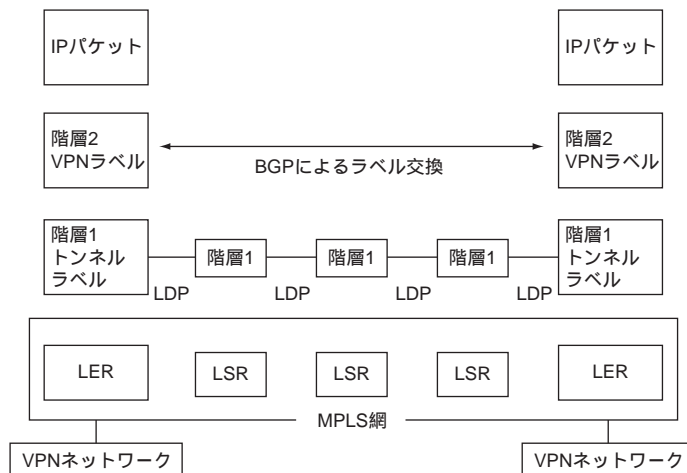 IPパケット
IPパケット
階層2
VPNラベル
階層2
VPNラベル
BGPによるラベル交換
階層1
トンネル
ラベル
階層1
階層1
階層1
階層1
トンネル
ラベル
LDP
LDP
LDP
LDP
LER
LSR
LSR
LSR
LER
MPLS網
VPNネットワーク
VPNネットワーク